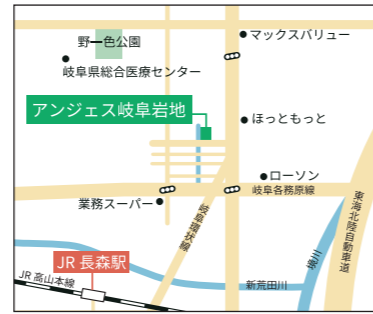 野一色公園
マックスバリュー
岐阜県総合医療センター
アンジェス岐阜岩地
ほっともっと
ローソン
岐阜各務原線
業務スーパー
岐阜環状線
東海北陸自動車道
境川
JR 長森駅
新荒田川
JR 高山本線